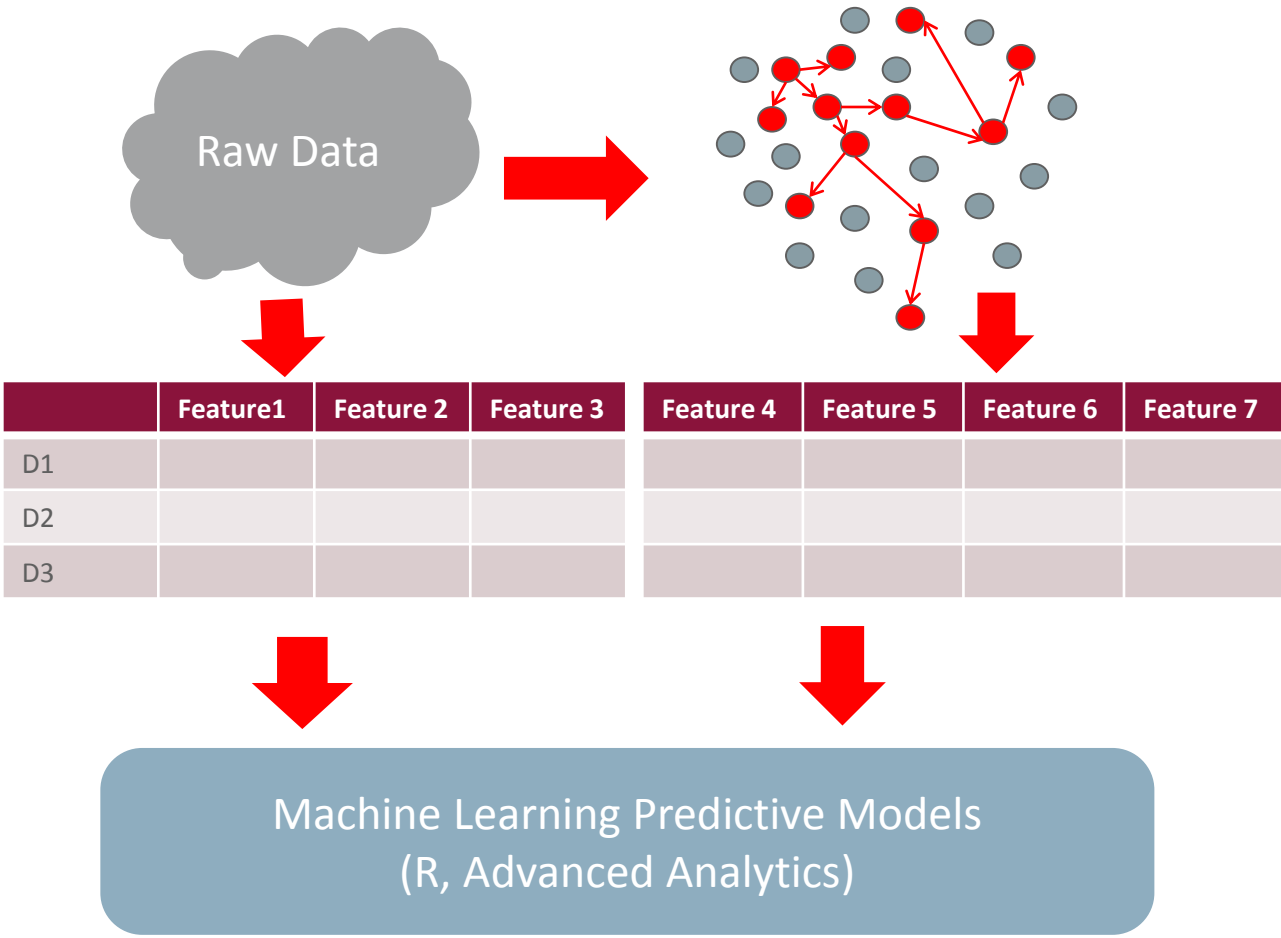 Raw Data
Feature1 Feature 2 Feature 3 Feature 4 Feature 5 Feature 6 Feature 7
D1
D2
D3
Machine Learning Predictive Models
(R, Advanced Analytics)